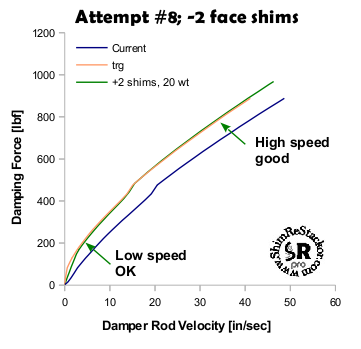 Attempt #8; -2 face shims
1200
1000
800
600
400
200
0
Damping Force [lbf]
Current
trg
+2 shims, 20 wt
High speed
good
Low speed
OK
www.ShimReStackor.com
SR
pro
0 10 20 30 40 50 60
Damper Rod Velocity [in/sec]